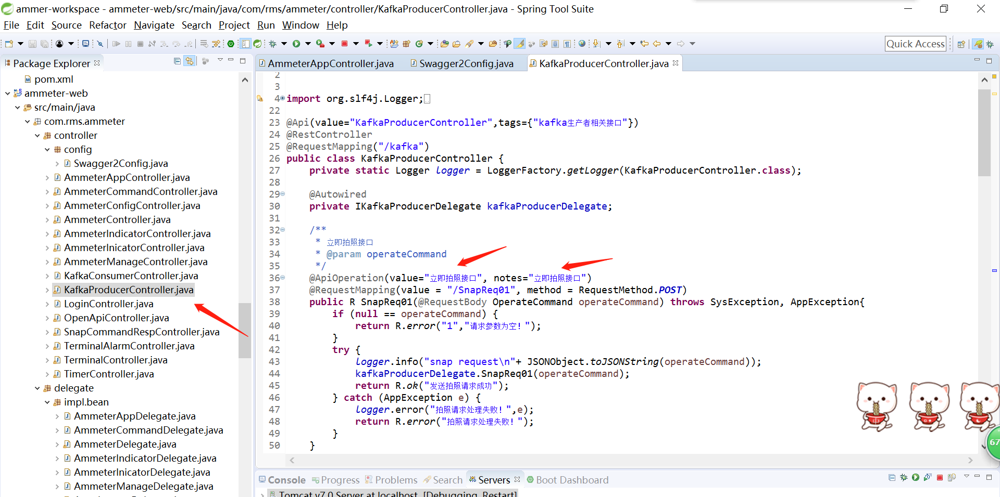 ammer-workspace - ammeter-web/src/main/java/com/rms/ammeter/controller/KafkaProducerController.java - Spring Tool Suite
File Edit Source Refactor Navigate Search Project Run Window Help
Quick Access
Package Explorer
pom.xml
ammeter-web
src/main/java
com.rms.ammeter
controller
config
Swagger2Config.java
AmmeterAppController.java
AmmeterCommandController.java
AmmeterConfigController.java
AmmeterController.java
AmmeterIndicatorController.java
AmmeterInicatorController.java
AmmeterManageController.java
KafkaConsumerController.java
KafkaProducerController.java
LoginController.java
OpenApiController.java
SnapCommandRespController.java
TerminalAlarmController.java
TerminalController.java
TimerController.java
delegate
impl.bean
AmmeterAppDelegate.java
AmmeterCommandDelegate.java
AmmeterDelegate.java
AmmeterIndicatorDelegate.java
AmmeterInicatorDelegate.java
AmmeterManageDelegate.java
AmmeterAppController.java Swagger2Config.java KafkaProducerController.java
2
3
4 import org.slf4j.Logger;
22
23 @Api(value="KafkaProducerController",tags={"kafka生产者相关接口"})
24 @RestController
25 @RequestMapping("/kafka")
26 public class KafkaProducerController {
27 private static Logger logger = LoggerFactory.getLogger(KafkaProducerController.class);
28
29 @Autowired
30 private IKafkaProducerDelegate kafkaProducerDelegate;
31
32 /**
33 * 立即拍照接口
34 * @param operateCommand
35 */
36 @ApiOperation(value="立即拍照接口", notes="立即拍照接口")
37 @RequestMapping(value = "/SnapReq01", method = RequestMethod.POST)
38 public R SnapReq01(@RequestBody OperateCommand operateCommand) throws SysException, AppException{
39 if (null == operateCommand) {
40 return R.error("1","请求参数为空!");
41 }
42 try {
43 logger.info("snap request\n"+ JSONObject.toJSONString(operateCommand));
44 kafkaProducerDelegate.SnapReq01(operateCommand);
45 return R.ok("发送拍照请求成功");
46 } catch (AppException e) {
47 logger.error("拍照请求处理失败!",e);
48 return R.error("拍照请求处理失败!");
49 }
50 }
67
Console Progress Problems Search Servers Boot Dashboard
Tomcat v7.0 Server at localhost [Debugging, Restart]